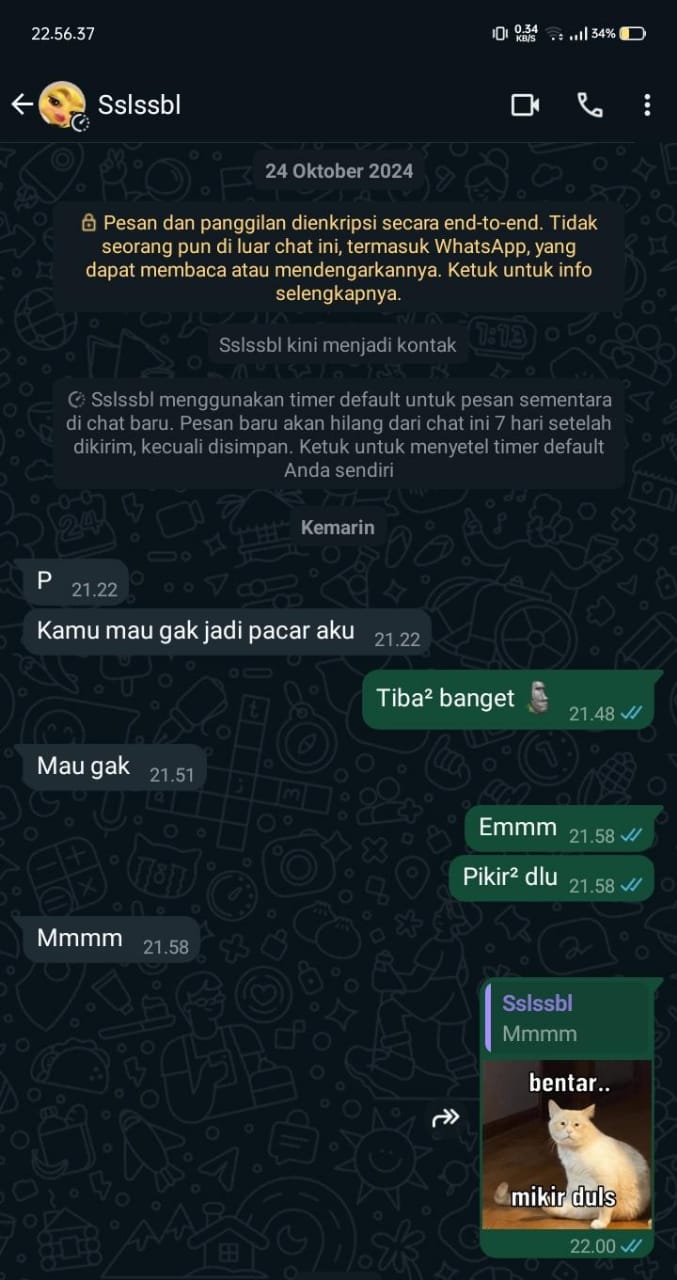 22.56.37
0.34
KB/S
34%
Sslssbl
24 Oktober 2024
Pesan dan panggilan dienkripsi secara end-to-end. Tidak
seorang pun di luar chat ini, termasuk WhatsApp, yang
dapat membaca atau mendengarkannya. Ketuk untuk info
selengkapnya.
Sslssbl kini menjadi kontak
Sslssbl menggunakan timer default untuk pesan sementara
di chat baru. Pesan baru akan hilang dari chat ini 7 hari setelah
dikirim, kecuali disimpan. Ketuk untuk menyetel timer default
Anda sendiri
Kemarin
P 21.22
Kamu mau gak jadi pacar aku 21.22
Tiba² banget 🗿 21.48
Mau gak 21.51
Emmm 21.58
Pikir² dlu 21.58
Mmmm 21.58
Sslssbl
Mmmm
bentar..
mikir duls
22.00